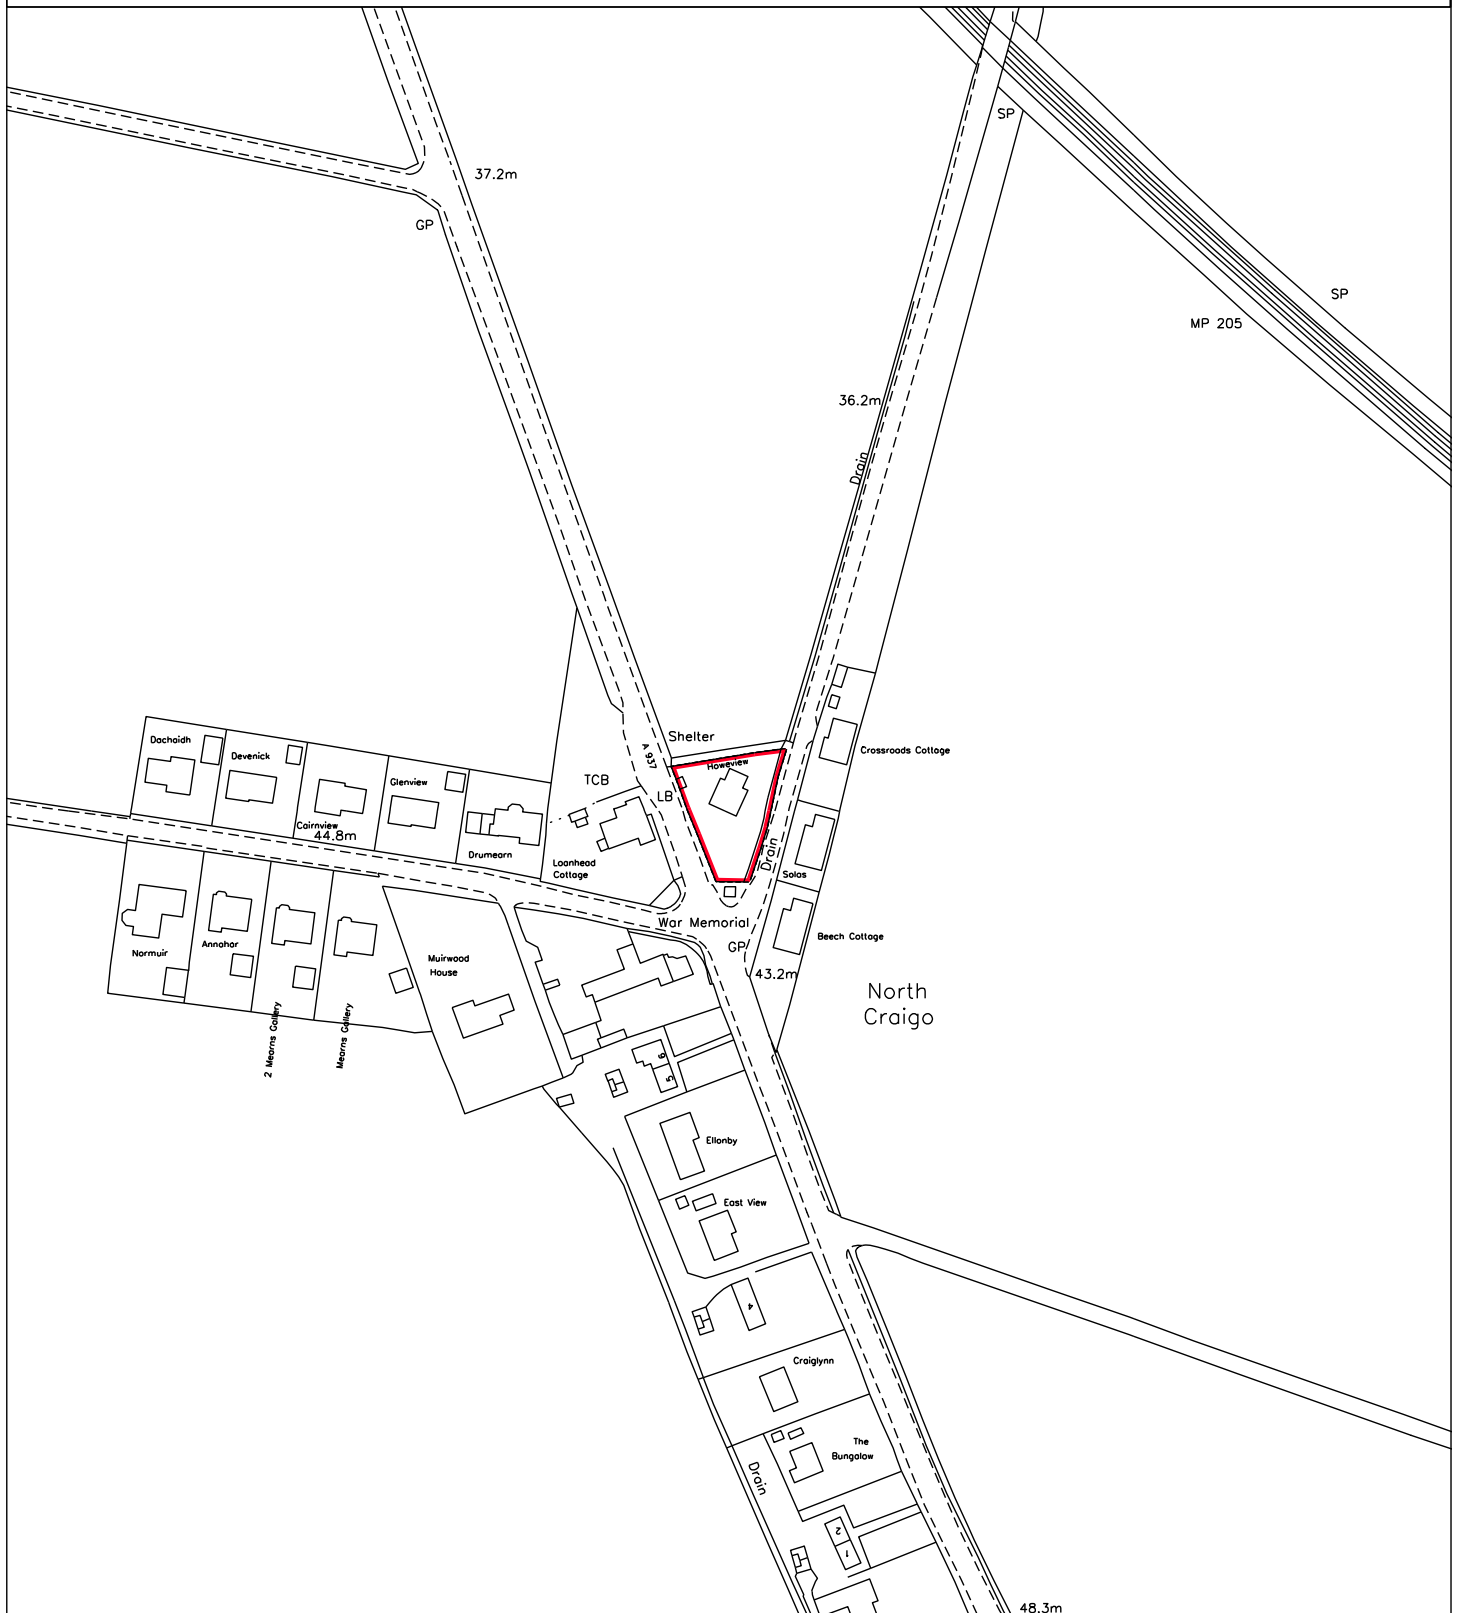 SP
37.2m
GP
SP
MP 205
36.2m
Drain
Shelter
A 937
Howeview
Dachaidh
Devenick
Crossroads Cottage
Glenview
TCB
LB
Cairnview
44.8m
Drumearn
Drain
Loanhead
Cottage
Solas
War Memorial
Beech Cottage
GP
Normuir
Annahar
Muirwood
House
43.2m
North
Craigo
2 Mearns Gallery
Mearns Gallery
6
5
Ellonby
East View
4
Craiglynn
The
Bungalow
Drain
2
1
48.3m